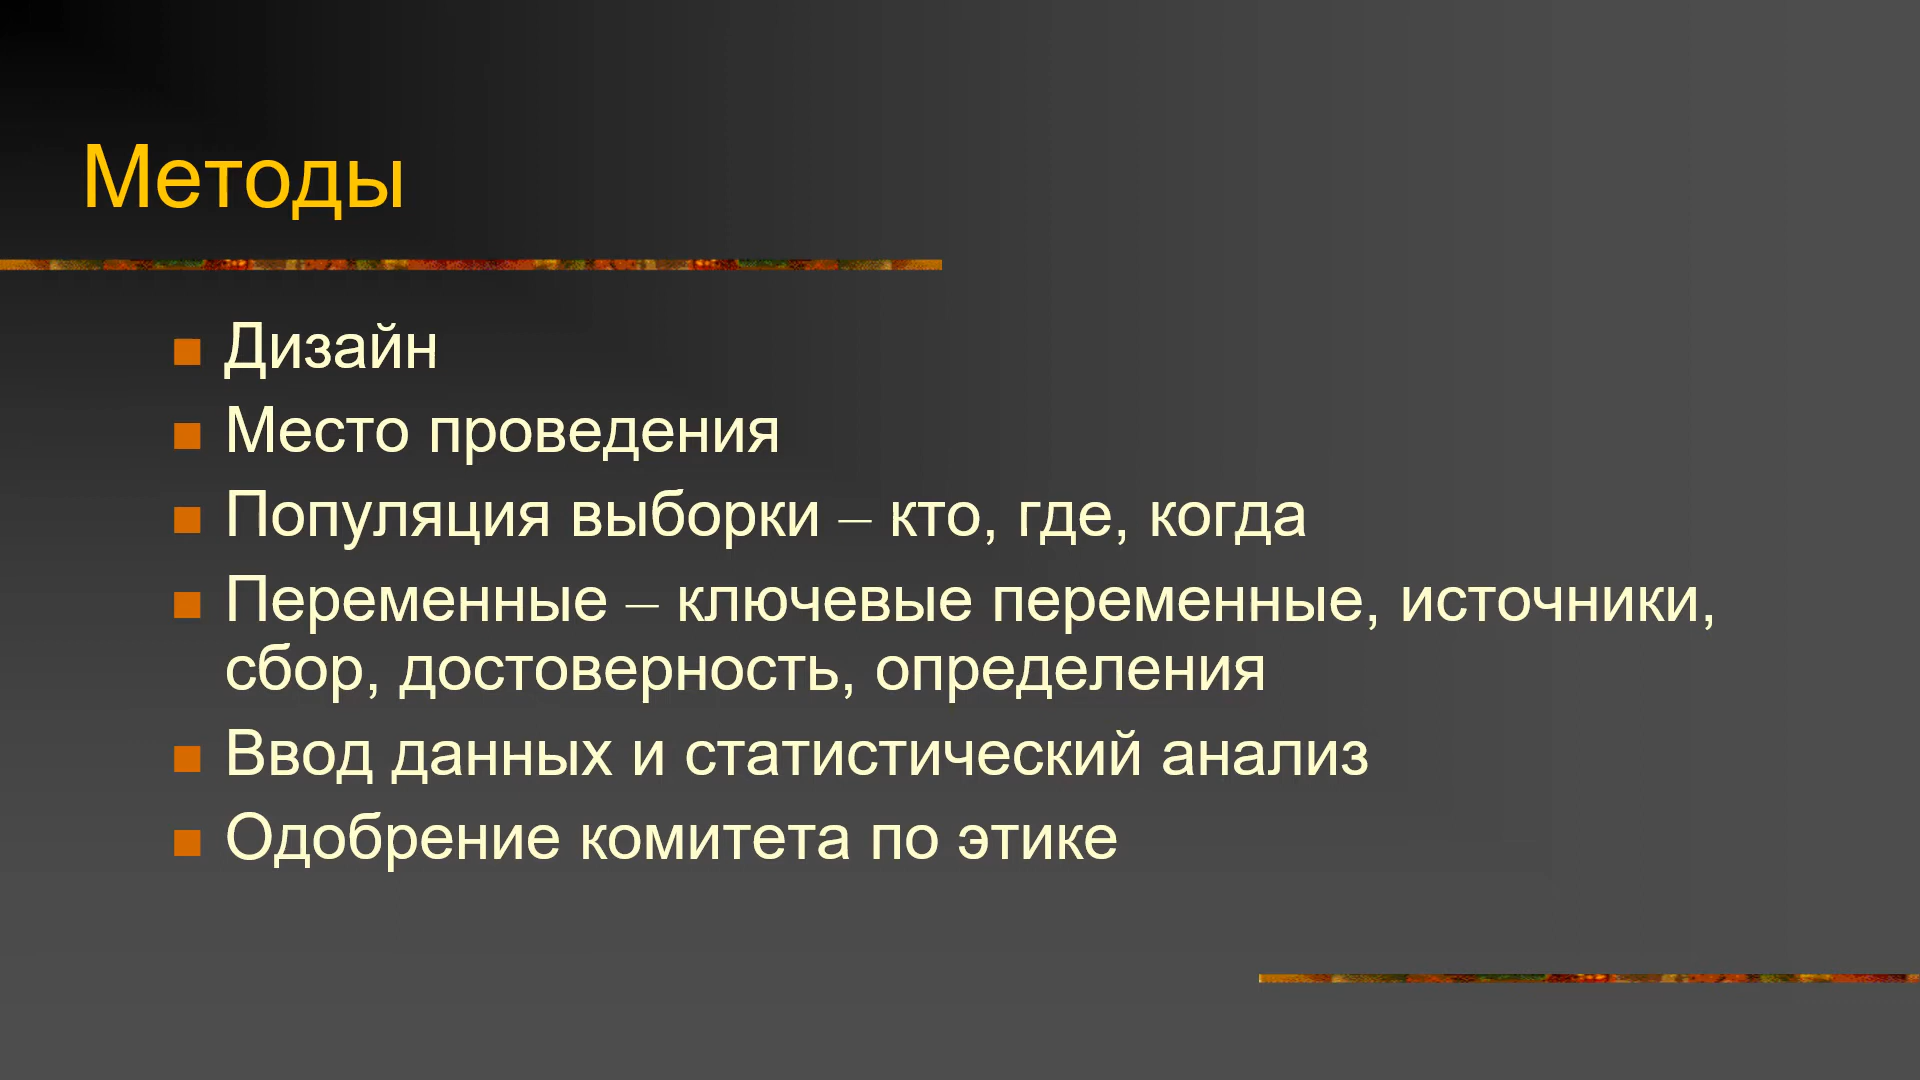 Методы
Дизайн
Место проведения
Популяция выборки – кто, где, когда
Переменные – ключевые переменные, источники,
сбор, достоверность, определения
Ввод данных и статистический анализ
Одобрение комитета по этике